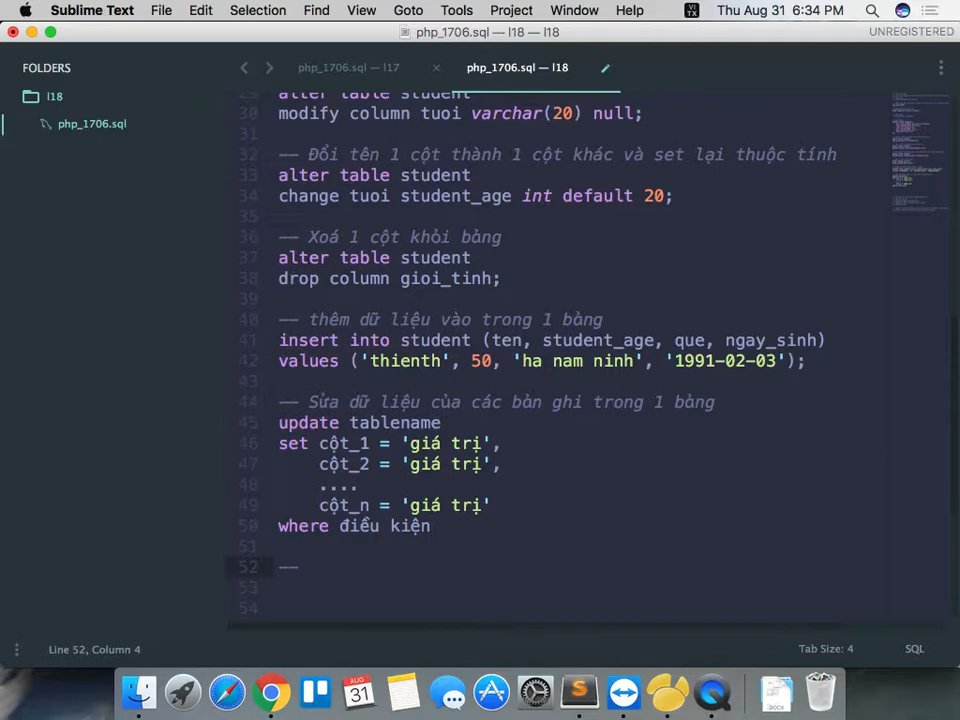 Sublime Text File Edit Selection Find View Goto Tools Project Window Help VI TX Thu Aug 31 6:34 PM
php_1706.sql — l18 — l18 UNREGISTERED
FOLDERS
l18
php_1706.sql
php_1706.sql — l17 × php_1706.sql — l18
29 alter table student
30 modify column tuoi varchar(20) null;
31
32 -- Đổi tên 1 cột thành 1 cột khác và set lại thuộc tính
33 alter table student
34 change tuoi student_age int default 20;
35
36 -- Xoá 1 cột khỏi bảng
37 alter table student
38 drop column gioi_tinh;
39
40 -- thêm dữ liệu vào trong 1 bảng
41 insert into student (ten, student_age, que, ngay_sinh)
42 values ('thienth', 50, 'ha nam ninh', '1991-02-03');
43
44 -- Sửa dữ liệu của các bản ghi trong 1 bảng
45 update tablename
46 set cột_1 = 'giá trị',
47 cột_2 = 'giá trị',
48 ....
49 cột_n = 'giá trị'
50 where điều kiện
51
52 --
53
54
Line 52, Column 4 Tab Size: 4 SQL
AUG
31
.DOCX